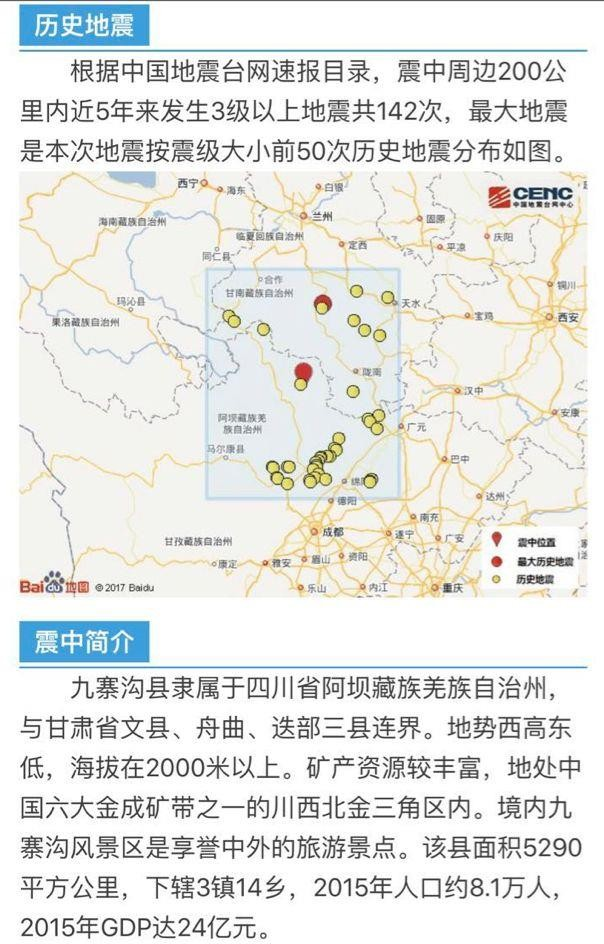 历史地震
根据中国地震台网速报目录，震中周边200公
里内近5年来发生3级以上地震共142次，最大地震
是本次地震按震级大小前50次历史地震分布如图。
CENC
中国地震台网中心
西宁
海东
白银
兰州
海南藏族自治州
临夏回族自治州
定西
固原
平凉
庆阳
同仁县
合作
甘南藏族自治州
天水
铜川
玛沁县
果洛藏族自治州
宝鸡
西安
陇南
汉中
阿坝藏族羌
族自治州
安康
广元
马尔康县
巴中
绵阳
达州
德阳
南充
成都
遂宁
广安
甘孜藏族自治州
康定
雅安
眉山
资阳
乐山
内江
重庆
震中位置
最大历史地震
历史地震
Baidu地图 © 2017 Baidu
震中简介
九寨沟县隶属于四川省阿坝藏族羌族自治州，
与甘肃省文县、舟曲、迭部三县连界。地势西高东
低，海拔在2000米以上。矿产资源较丰富，地处中
国六大金成矿带之一的川西北金三角区内。境内九
寨沟风景区是享誉中外的旅游景点。该县面积5290
平方公里，下辖3镇14乡，2015年人口约8.1万人，
2015年GDP达24亿元。